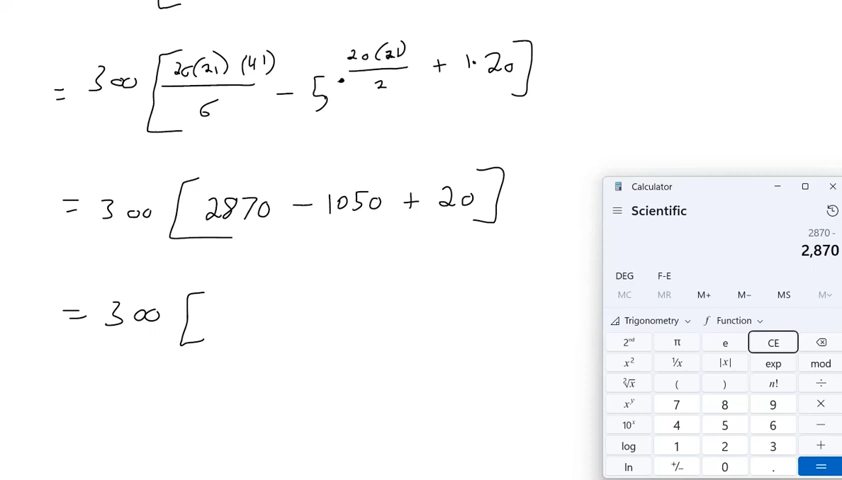 = 300 [ 20(21)(41)/6 - 5 · 20(21)/2 + 1·20 ]
= 300 [ 2870 - 1050 + 20 ]
= 300 [
Calculator
Scientific
2870 -
2,870
DEG F-E
MC MR M+ M− MS M˅
Trigonometry Function
2ⁿᵈ π e CE
x² ¹/x |x| exp mod
²√x ( ) n! ÷
xʸ 7 8 9 ×
10ˣ 4 5 6 −
log 1 2 3 +
ln +/− 0 . =